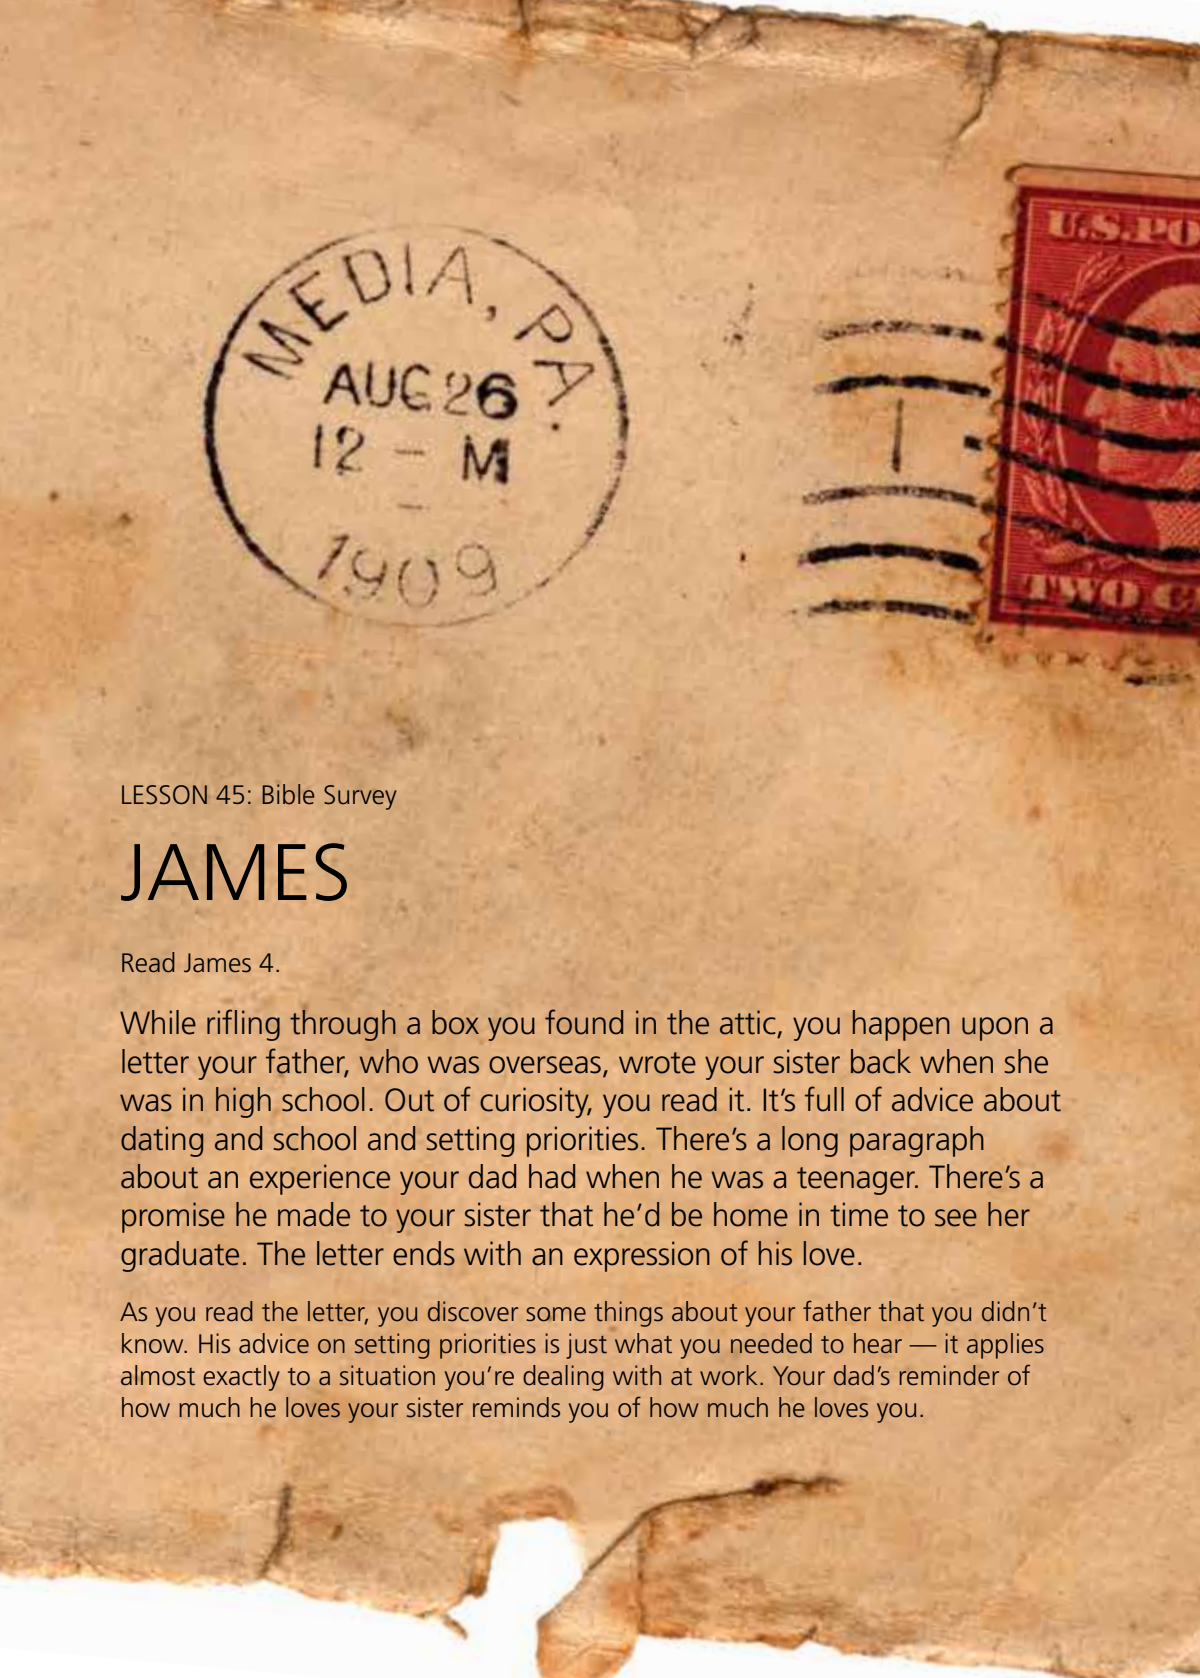 MEDIA, PA.
AUG 26
12 – M
1909
U.S.PO
TWO C
LESSON 45: Bible Survey
JAMES
Read James 4.
While rifling through a box you found in the attic, you happen upon a
letter your father, who was overseas, wrote your sister back when she
was in high school. Out of curiosity, you read it. It’s full of advice about
dating and school and setting priorities. There’s a long paragraph
about an experience your dad had when he was a teenager. There’s a
promise he made to your sister that he’d be home in time to see her
graduate. The letter ends with an expression of his love.
As you read the letter, you discover some things about your father that you didn’t
know. His advice on setting priorities is just what you needed to hear — it applies
almost exactly to a situation you’re dealing with at work. Your dad’s reminder of
how much he loves your sister reminds you of how much he loves you.